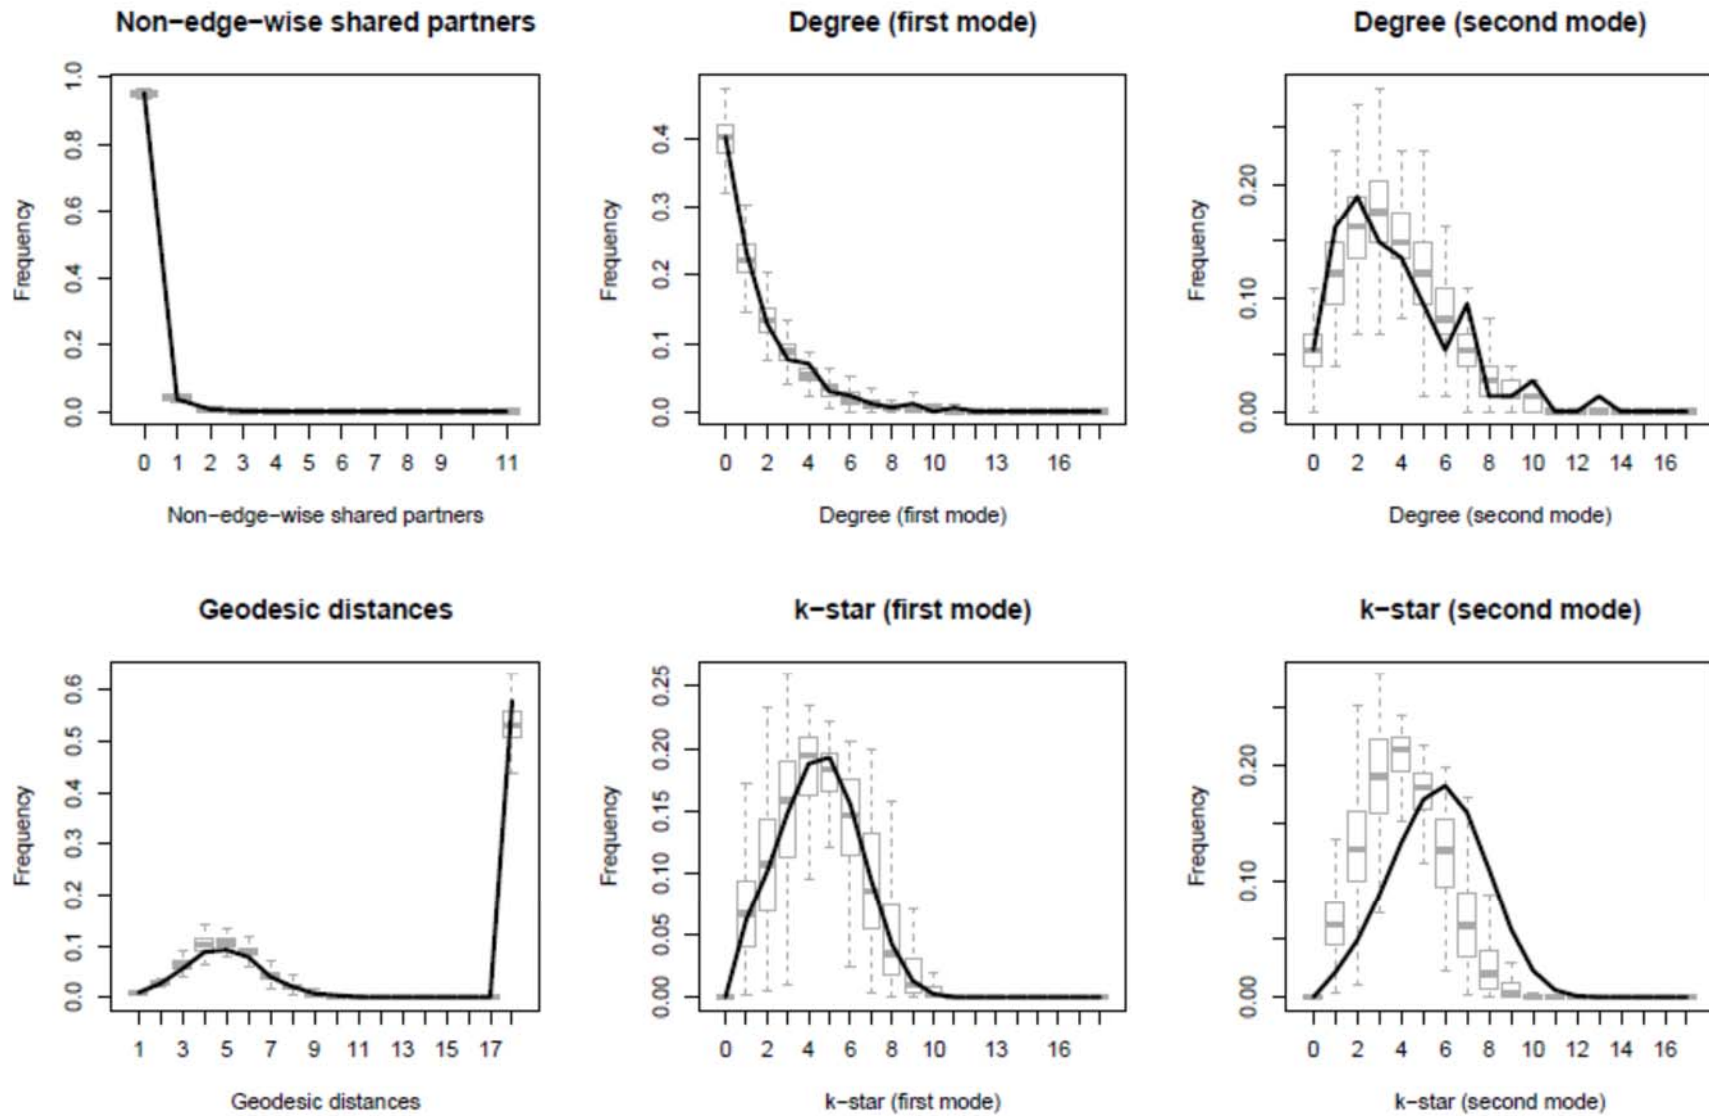 Non−edge−wise shared partners
Frequency
0.0 0.2 0.4 0.6 0.8 1.0
0 1 2 3 4 5 6 7 8 9 11
Non−edge−wise shared partners
Degree (first mode)
Frequency
0.0 0.1 0.2 0.3 0.4
0 2 4 6 8 10 13 16
Degree (first mode)
Degree (second mode)
Frequency
0.00 0.10 0.20
0 2 4 6 8 10 12 14 16
Degree (second mode)
Geodesic distances
Frequency
0.0 0.1 0.2 0.3 0.4 0.5 0.6
1 3 5 7 9 11 13 15 17
Geodesic distances
k−star (first mode)
Frequency
0.00 0.05 0.10 0.15 0.20 0.25
0 2 4 6 8 10 13 16
k−star (first mode)
k−star (second mode)
Frequency
0.00 0.10 0.20
0 2 4 6 8 10 12 14 16
k−star (second mode)